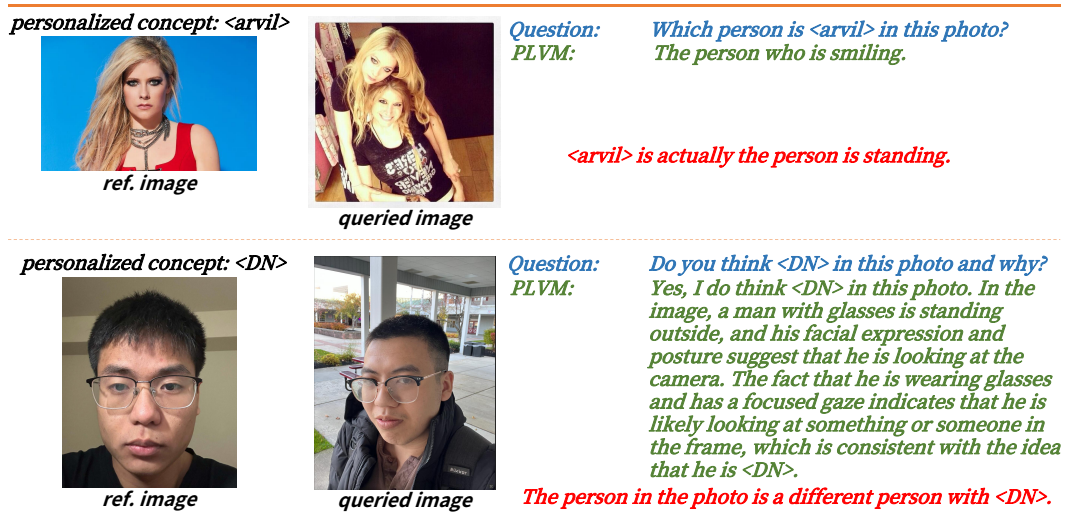 personalized concept: <arvil>
ref. image
queried image
Question: Which person is <arvil> in this photo?
PLVM: The person who is smiling.
<arvil> is actually the person is standing.
personalized concept: <DN>
ref. image
queried image
Question: Do you think <DN> in this photo and why?
PLVM: Yes, I do think <DN> in this photo. In the
image, a man with glasses is standing
outside, and his facial expression and
posture suggest that he is looking at the
camera. The fact that he is wearing glasses
and has a focused gaze indicates that he is
likely looking at something or someone in
the frame, which is consistent with the idea
that he is <DN>.
The person in the photo is a different person with <DN>.